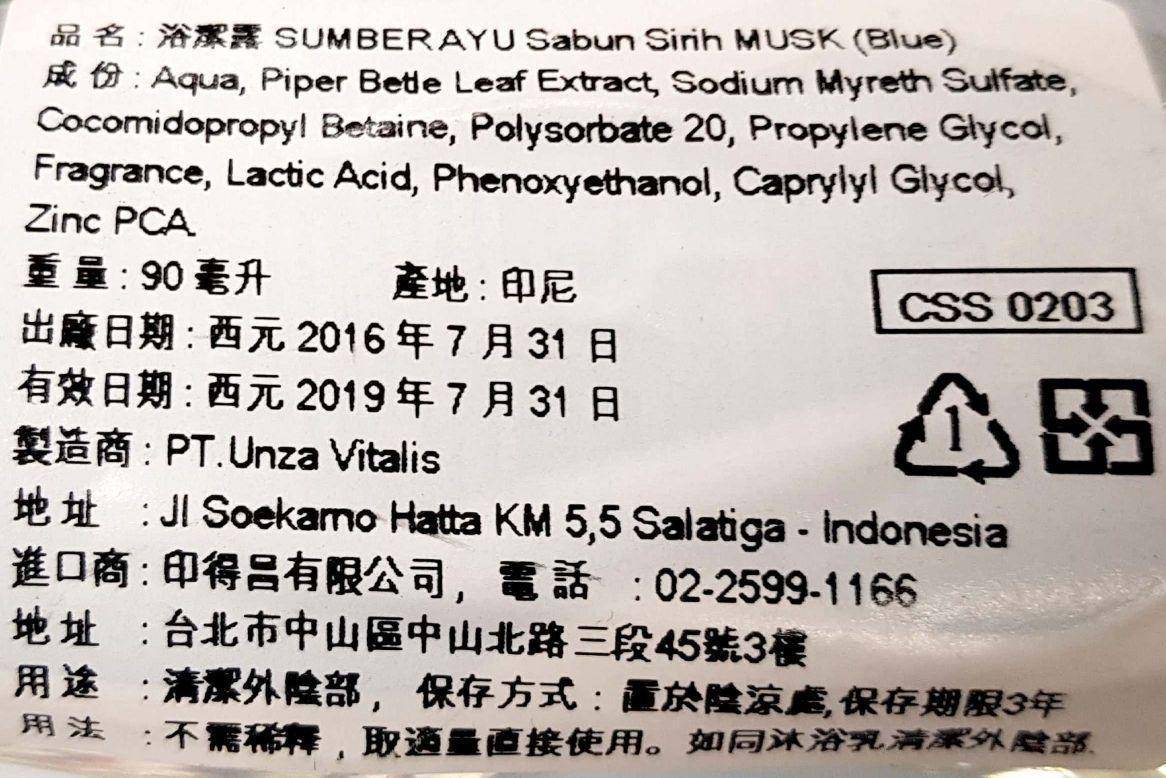 品名：浴潔露 SUMBER AYU Sabun Sirih MUSK (Blue)
成份：Aqua, Piper Betle Leaf Extract, Sodium Myreth Sulfate,
Cocomidopropyl Betaine, Polysorbate 20, Propylene Glycol,
Fragrance, Lactic Acid, Phenoxyethanol, Caprylyl Glycol,
Zinc PCA.
重量：90 毫升 產地：印尼
CSS 0203
出廠日期：西元 2016 年 7 月 31 日
有效日期：西元 2019 年 7 月 31 日
1
製造商：PT.Unza Vitalis
地址：Jl Soekarno Hatta KM 5,5 Salatiga - Indonesia
進口商：印得呂有限公司, 電話：02-2599-1166
地址：台北市中山區中山北路三段45號3樓
用途：清潔外陰部, 保存方式：置於陰涼處,保存期限3年
用法：不需稀釋, 取適量直接使用。如同沐浴乳清潔外陰部.